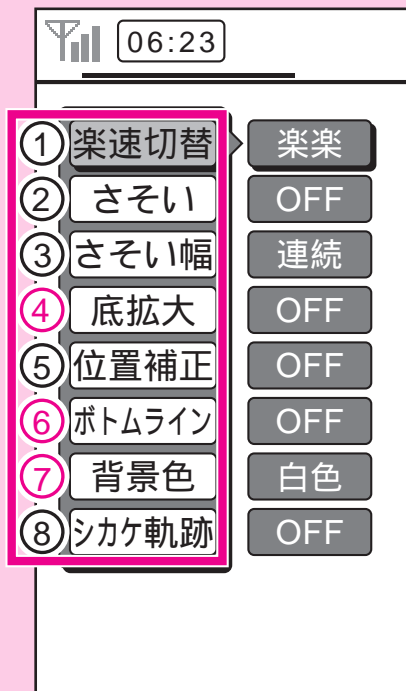 06:23
①楽速切替 楽楽
②さそい OFF
③さそい幅 連続
④底拡大 OFF
⑤位置補正 OFF
⑥ボトムライン OFF
⑦背景色 白色
⑧シカケ軌跡 OFF